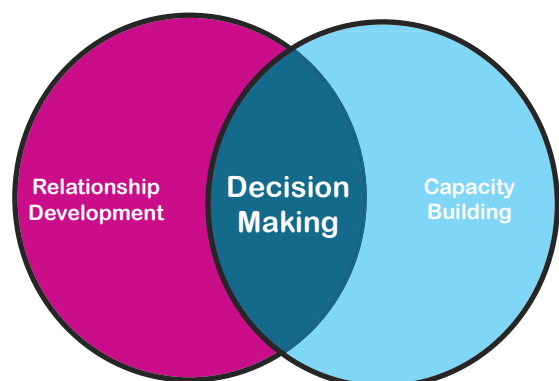 Relationship
Development
Decision
Making
Capacity
Building